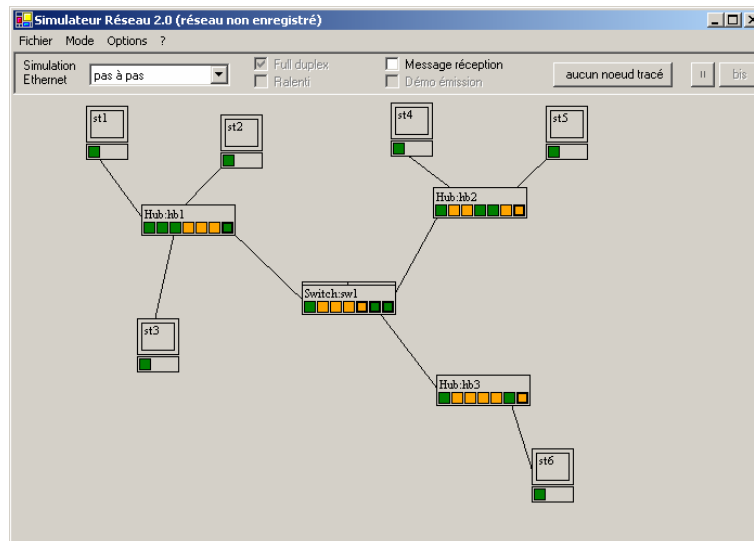 Simulateur Réseau 2.0 (réseau non enregistré)
Fichier Mode Options ?
Simulation Ethernet
pas à pas
Full duplex
Ralenti
Message réception
Démo émission
aucun noeud tracé
II
bis
st1
st2
st4
st5
Hub:hb1
Hub:hb2
Switch:sw1
st3
Hub:hb3
st6